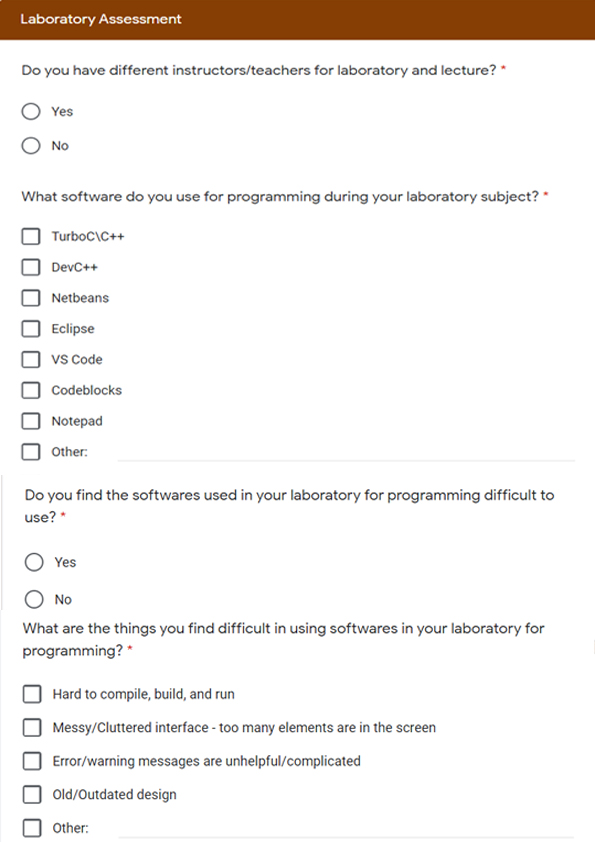 Laboratory Assessment
Do you have different instructors/teachers for laboratory and lecture? *
Yes
No
What software do you use for programming during your laboratory subject? *
TurboC\C++
DevC++
Netbeans
Eclipse
VS Code
Codeblocks
Notepad
Other:
Do you find the softwares used in your laboratory for programming difficult to
use? *
Yes
No
What are the things you find difficult in using softwares in your laboratory for
programming? *
Hard to compile, build, and run
Messy/Cluttered interface - too many elements are in the screen
Error/warning messages are unhelpful/complicated
Old/Outdated design
Other: